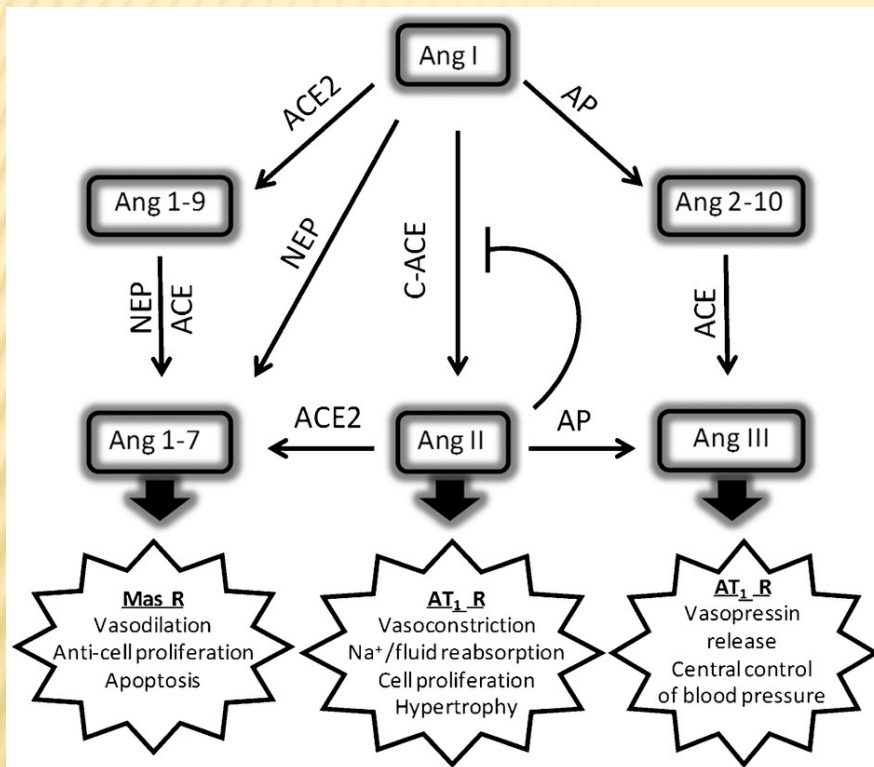 Ang I
ACE2
AP
Ang 1-9
NEP
C-ACE
Ang 2-10
NEP
ACE
ACE
Ang 1-7
ACE2
Ang II
AP
Ang III
Mas R
Vasodilation
Anti-cell proliferation
Apoptosis
AT₁ R
Vasoconstriction
Na⁺/fluid reabsorption
Cell proliferation
Hypertrophy
AT₁ R
Vasopressin
release
Central control
of blood pressure